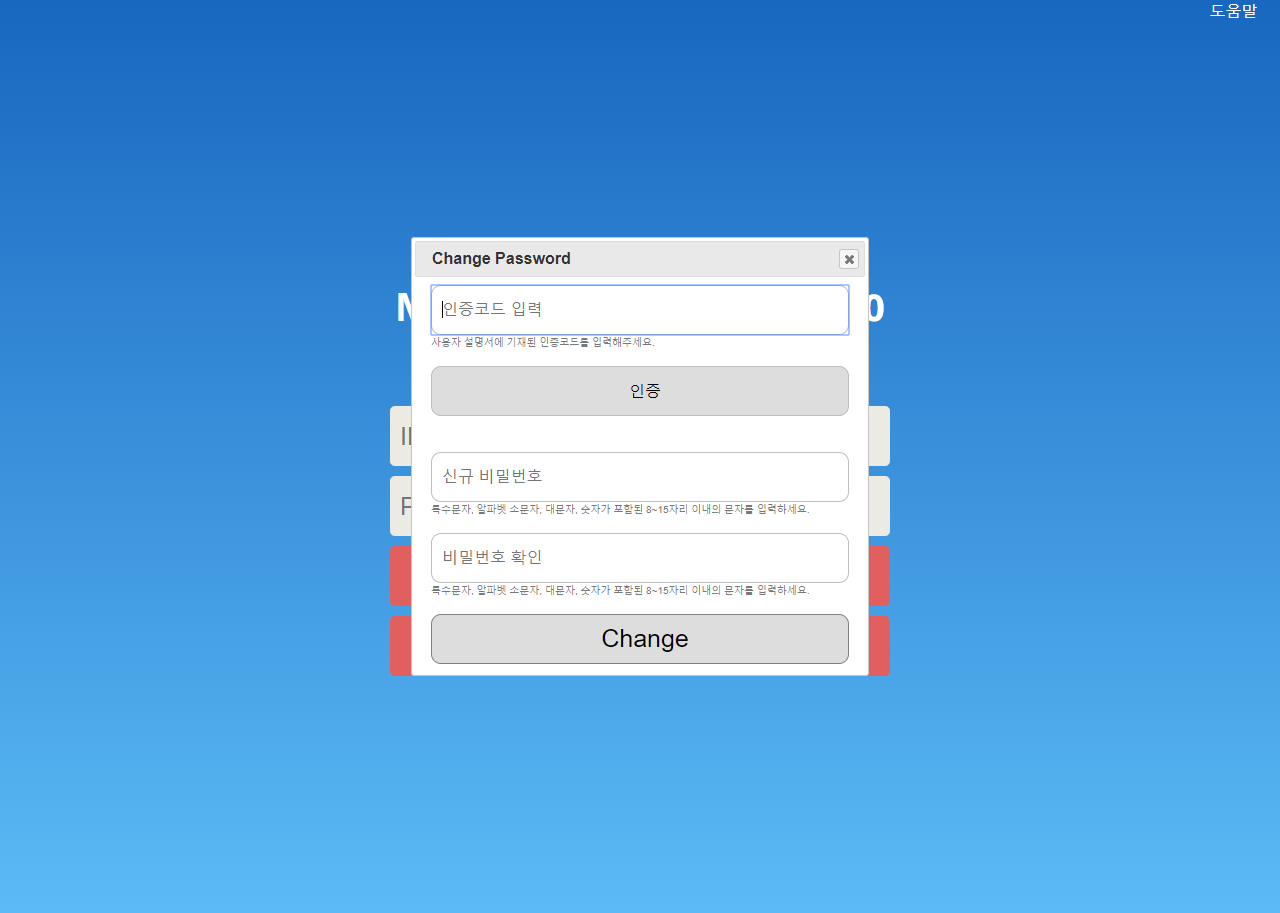 도움말
Change Password
인증코드 입력
사용자 설명서에 기재된 인증코드를 입력해주세요.
인증
신규 비밀번호
특수문자, 알파벳 소문자, 대문자, 숫자가 포함된 8~15자리 이내의 문자를 입력하세요.
비밀번호 확인
특수문자, 알파벳 소문자, 대문자, 숫자가 포함된 8~15자리 이내의 문자를 입력하세요.
Change